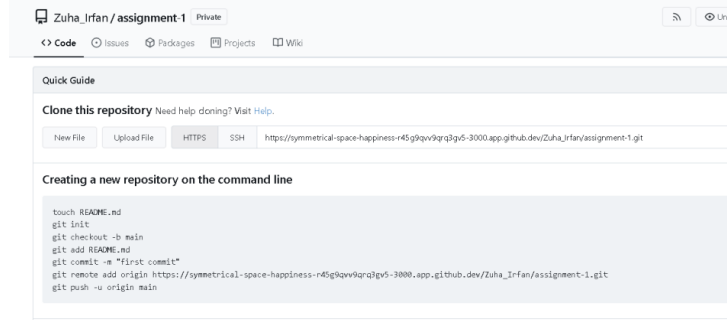 Zuha_Irfan / assignment-1 Private
<> Code Issues Packages Projects Wiki
Quick Guide
Clone this repository Need help cloning? Visit Help.
New File Upload File HTTPS SSH https://symmetrical-space-happiness-r45g9qvv9qrq3gv5-3000.app.github.dev/Zuha_Irfan/assignment-1.git
Creating a new repository on the command line
touch README.md
git init
git checkout -b main
git add README.md
git commit -m "first commit"
git remote add origin https://symmetrical-space-happiness-r45g9qvv9qrq3gv5-3000.app.github.dev/Zuha_Irfan/assignment-1.git
git push -u origin main